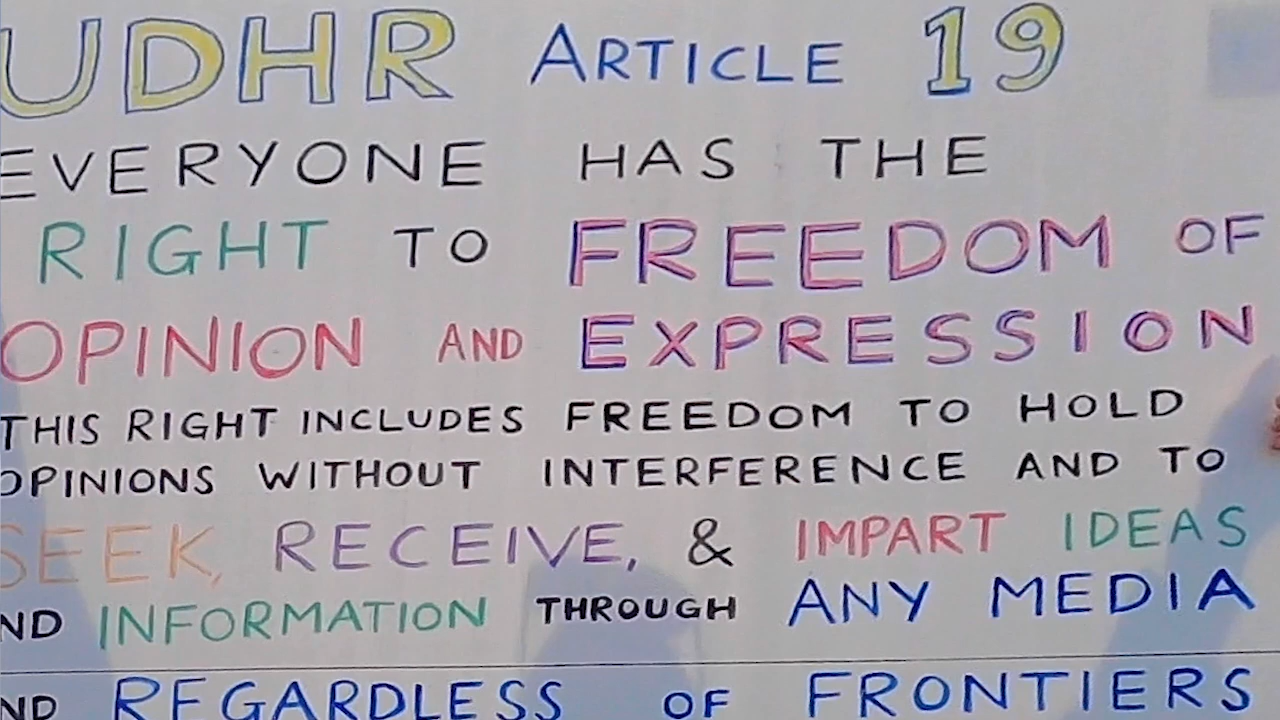 UDHR ARTICLE 19
EVERYONE HAS THE
RIGHT TO FREEDOM OF
OPINION AND EXPRESSION
THIS RIGHT INCLUDES FREEDOM TO HOLD
OPINIONS WITHOUT INTERFERENCE AND TO
SEEK, RECEIVE, & IMPART IDEAS
ND INFORMATION THROUGH ANY MEDIA
ND REGARDLESS OF FRONTIERS